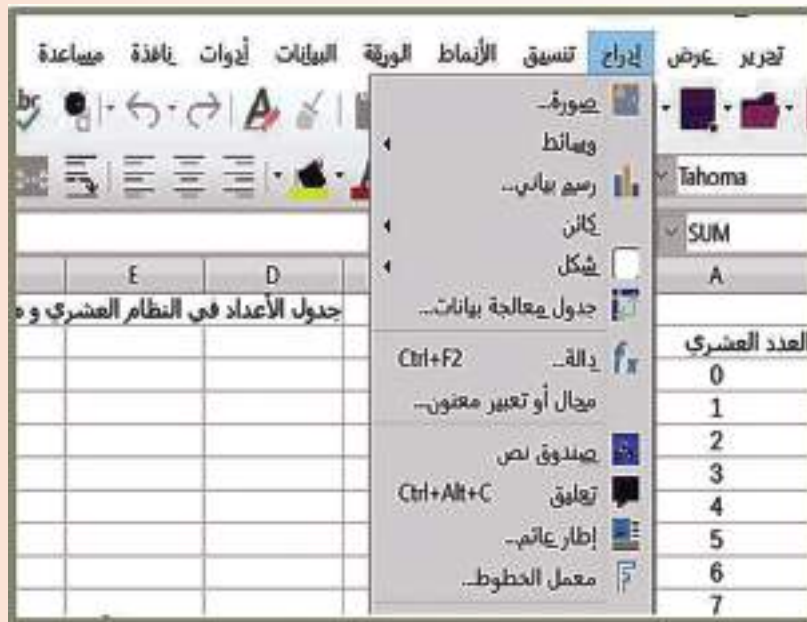 تحرير عرض إدراج تنسيق الأنماط الورقة البيانات أدوات نافذة مساعدة
صورة...
وسائط
Tahoma
رسم بياني...
كائن
SUM
شكل
A D E
جدول معالجة بيانات...
جدول الأعداد في النظام العشري و
العدد العشري
دالة... Ctrl+F2
0
مجال أو تعبير معنون...
1
صندوق نص
2
3
تعليق Ctrl+Alt+C
4
إطار عائم...
5
معمل الخطوط...
6
7